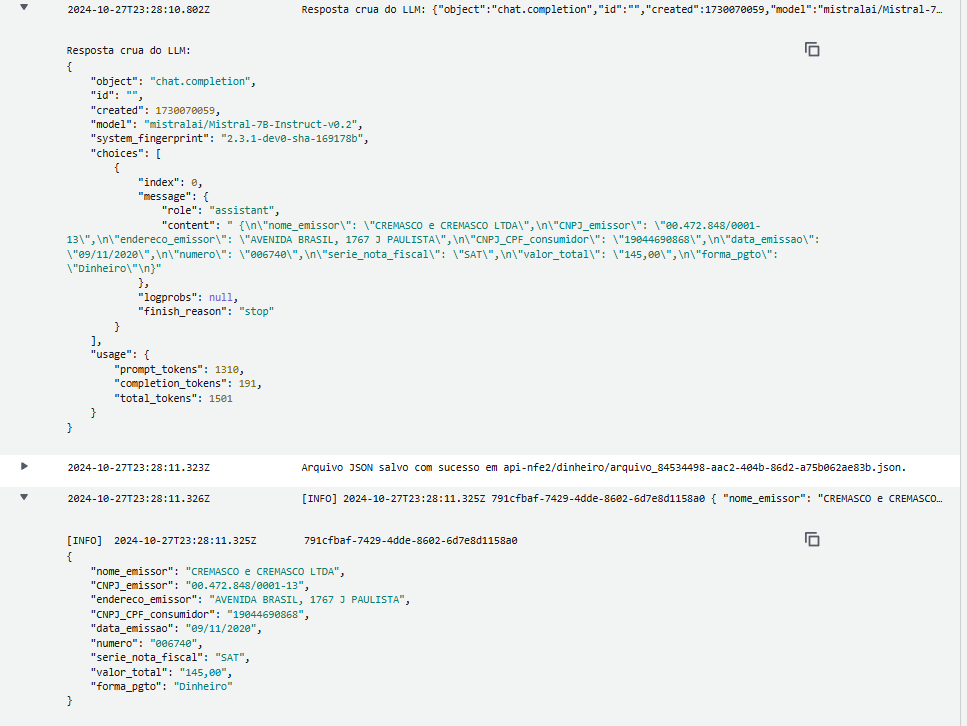 2024-10-27T23:28:10.802Z Resposta crua do LLM: {"object":"chat.completion","id":"","created":1730070059,"model":"mistralai/Mistral-7…
Resposta crua do LLM:
{
    "object": "chat.completion",
    "id": "",
    "created": 1730070059,
    "model": "mistralai/Mistral-7B-Instruct-v0.2",
    "system_fingerprint": "2.3.1-dev0-sha-169178b",
    "choices": [
        {
            "index": 0,
            "message": {
                "role": "assistant",
                "content": " {\n\"nome_emissor\": \"CREMASCO e CREMASCO LTDA\",\n\"CNPJ_emissor\": \"00.472.848/0001-
13\",\n\"endereco_emissor\": \"AVENIDA BRASIL, 1767 J PAULISTA\",\n\"CNPJ_CPF_consumidor\": \"19044690868\",\n\"data_emissao\":
\"09/11/2020\",\n\"numero\": \"006740\",\n\"serie_nota_fiscal\": \"SAT\",\n\"valor_total\": \"145,00\",\n\"forma_pgto\":
\"Dinheiro\"\n}"
            },
            "logprobs": null,
            "finish_reason": "stop"
        }
    ],
    "usage": {
        "prompt_tokens": 1310,
        "completion_tokens": 191,
        "total_tokens": 1501
    }
}
2024-10-27T23:28:11.323Z Arquivo JSON salvo com sucesso em api-nfe2/dinheiro/arquivo_84534498-aac2-404b-86d2-a75b062ae83b.json.
2024-10-27T23:28:11.326Z [INFO] 2024-10-27T23:28:11.325Z 791cfbaf-7429-4dde-8602-6d7e8d1158a0 { "nome_emissor": "CREMASCO e CREMASCO…
[INFO] 2024-10-27T23:28:11.325Z 791cfbaf-7429-4dde-8602-6d7e8d1158a0
{
    "nome_emissor": "CREMASCO e CREMASCO LTDA",
    "CNPJ_emissor": "00.472.848/0001-13",
    "endereco_emissor": "AVENIDA BRASIL, 1767 J PAULISTA",
    "CNPJ_CPF_consumidor": "19044690868",
    "data_emissao": "09/11/2020",
    "numero": "006740",
    "serie_nota_fiscal": "SAT",
    "valor_total": "145,00",
    "forma_pgto": "Dinheiro"
}